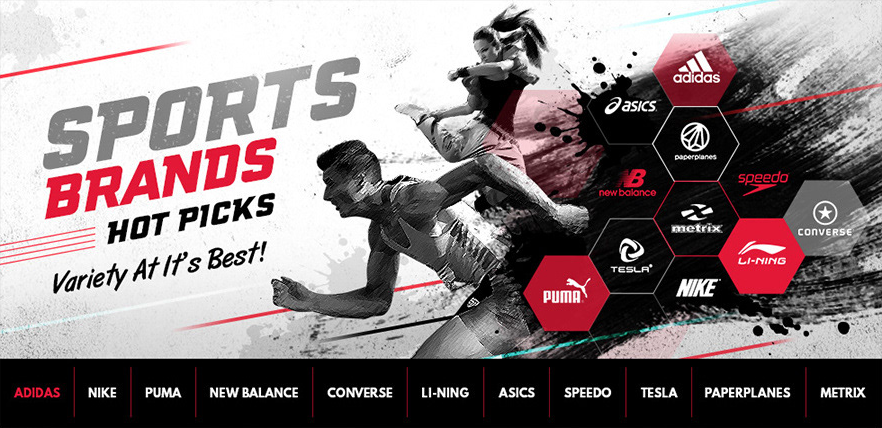 SPORTS
BRANDS
HOT PICKS
Variety At It's Best!
adidas
asics
paperplanes
new balance
speedo
metrix
CONVERSE
TESLA
LI-NING
PUMA
NIKE
ADIDAS
NIKE
PUMA
NEW BALANCE
CONVERSE
LI-NING
ASICS
SPEEDO
TESLA
PAPERPLANES
METRIX